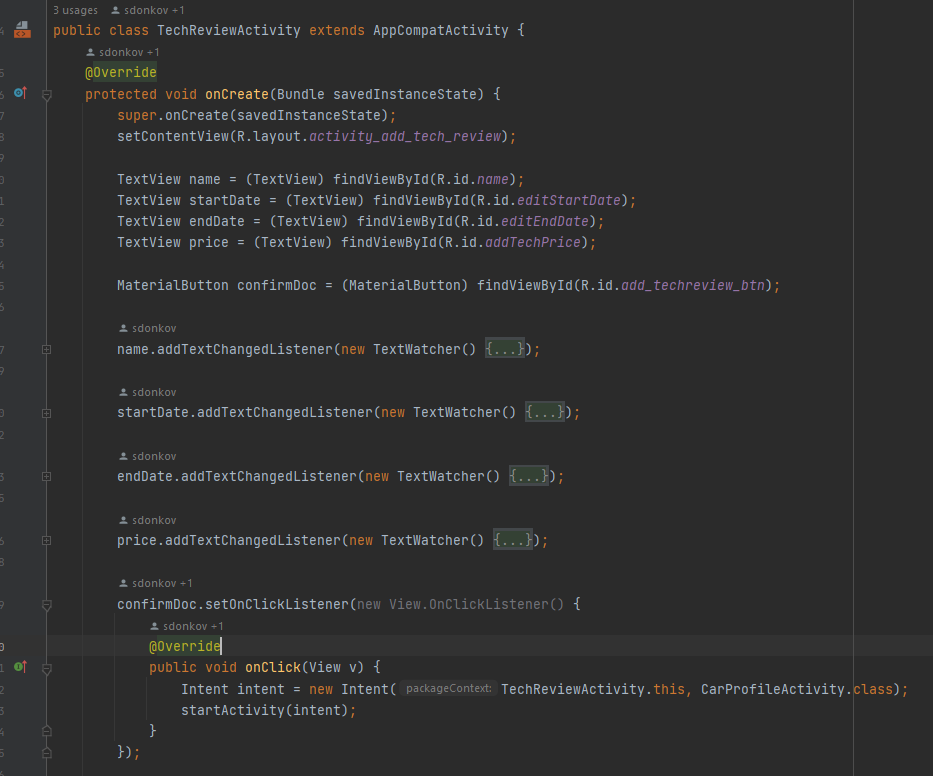 3 usages sdonkov +1
public class TechReviewActivity extends AppCompatActivity {
sdonkov +1
@Override
protected void onCreate(Bundle savedInstanceState) {
super.onCreate(savedInstanceState);
setContentView(R.layout.activity_add_tech_review);
TextView name = (TextView) findViewById(R.id.name);
TextView startDate = (TextView) findViewById(R.id.editStartDate);
TextView endDate = (TextView) findViewById(R.id.editEndDate);
TextView price = (TextView) findViewById(R.id.addTechPrice);
MaterialButton confirmDoc = (MaterialButton) findViewById(R.id.add_techreview_btn);
sdonkov
name.addTextChangedListener(new TextWatcher() {...});
sdonkov
startDate.addTextChangedListener(new TextWatcher() {...});
sdonkov
endDate.addTextChangedListener(new TextWatcher() {...});
sdonkov
price.addTextChangedListener(new TextWatcher() {...});
sdonkov +1
confirmDoc.setOnClickListener(new View.OnClickListener() {
sdonkov +1
@Override
public void onClick(View v) {
Intent intent = new Intent( packageContext: TechReviewActivity.this, CarProfileActivity.class);
startActivity(intent);
}
});